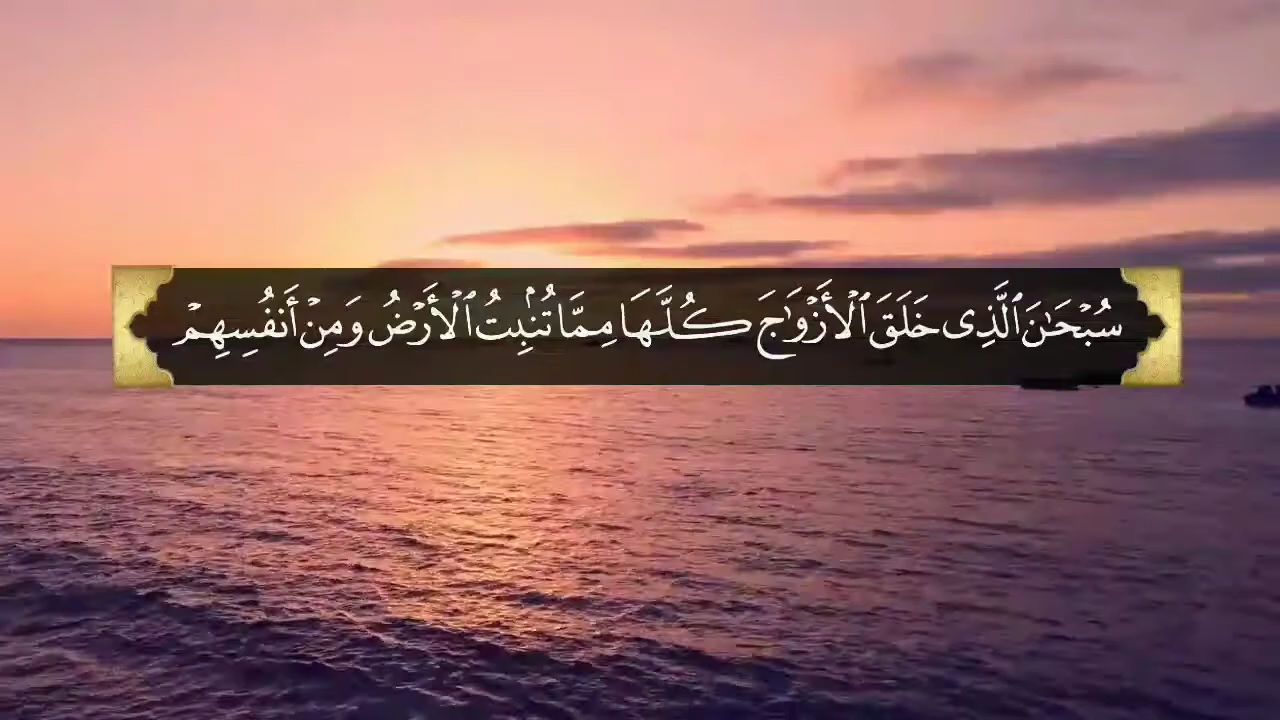 سُبْحَـٰنَ ٱلَّذِى خَلَقَ ٱلْأَزْوَٰجَ كُلَّهَا مِمَّا تُنۢبِتُ ٱلْأَرْضُ وَمِنْ أَنفُسِهِمْ